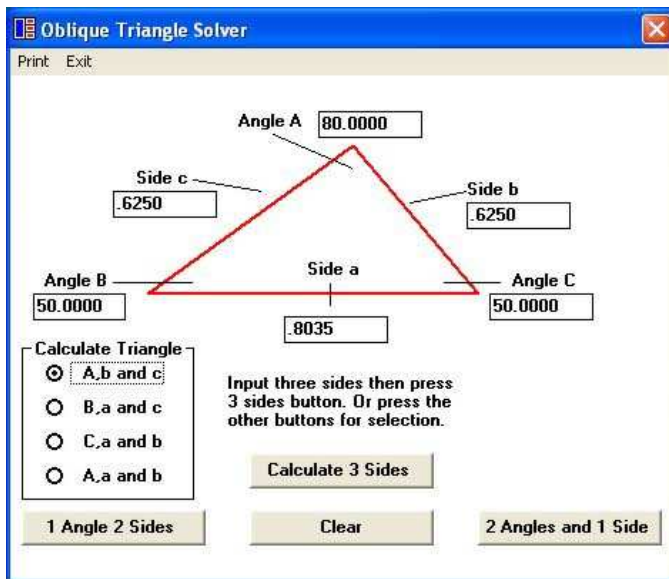 Oblique Triangle Solver
Print Exit
Angle A 80.0000
Side c
.6250
Side b
.6250
Angle B
50.0000
Side a
.8035
Angle C
50.0000
Calculate Triangle
A,b and c
B,a and c
C,a and b
A,a and b
Input three sides then press
3 sides button. Or press the
other buttons for selection.
Calculate 3 Sides
1 Angle 2 Sides
Clear
2 Angles and 1 Side